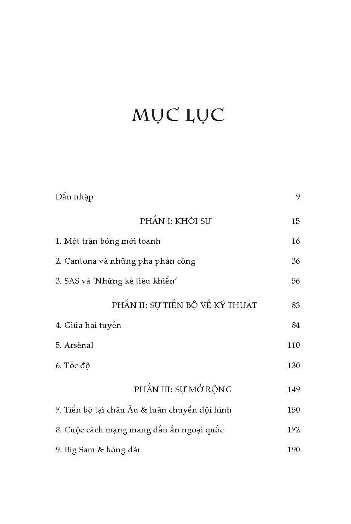 MỤC LỤC
Dẫn nhập 9
PHẦN I: KHỞI SỰ 15
1. Một trận bóng mới toanh 16
2. Cantona và những pha phản công 36
3. SAS và ‘Những kẻ tiêu khiển’ 56
PHẦN II: SỰ TIẾN BỘ VỀ KỸ THUẬT 83
4. Giữa hai tuyến 84
5. Arsènal 110
6. Tốc độ 130
PHẦN III: SỰ MỞ RỘNG 149
7. Tiến bộ tại châu Âu & luân chuyển đội hình 150
8. Cuộc cách mạng mang dấu ấn ngoại quốc 172
9. Big Sam & bóng dài 190